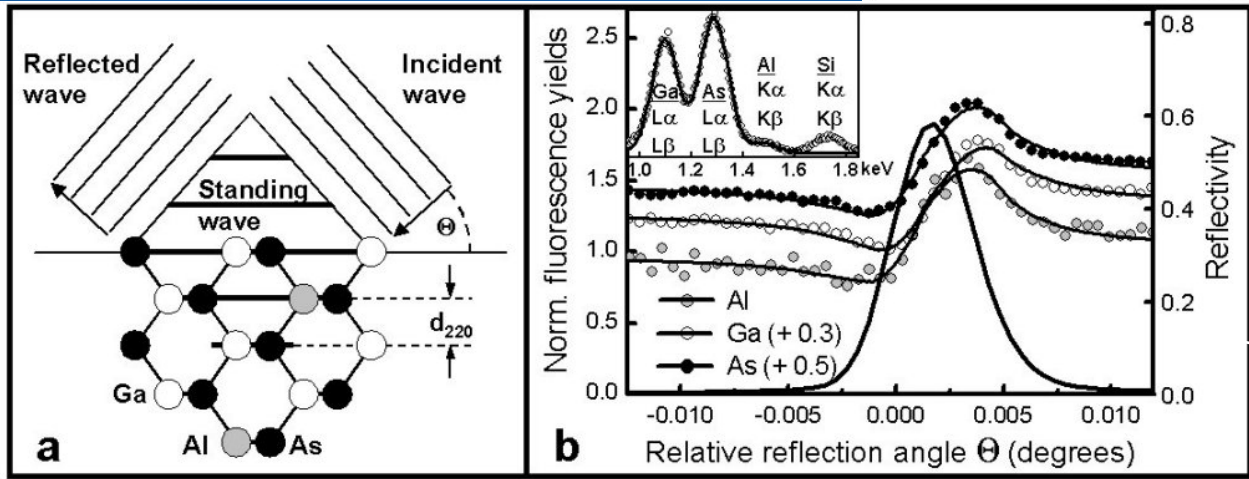 Reflected
wave
Incident
wave
Standing
wave
Θ
d220
Ga
Al
As
a
Norm. fluorescence yields
2.5
2.0
1.5
1.0
0.5
0.0
Ga
Lα
Lβ
As
Lα
Lβ
Al
Kα
Kβ
Si
Kα
Kβ
1.0 1.2 1.4 1.6 1.8 keV
Al
Ga (+ 0.3)
As (+ 0.5)
0.8
0.6
0.4
0.2
0.0
Reflectivity
-0.010 -0.005 0.000 0.005 0.010
Relative reflection angle Θ (degrees)
b